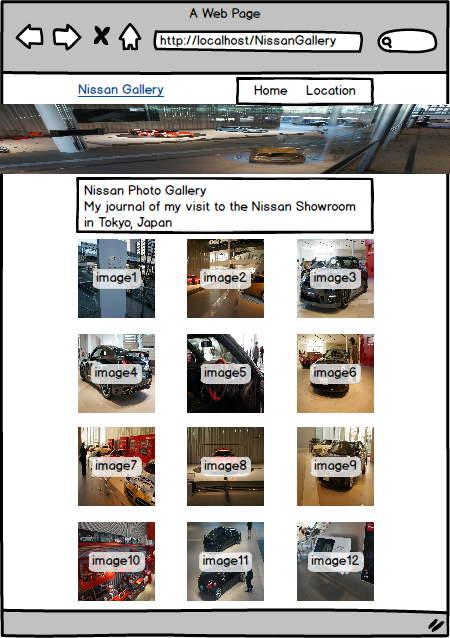 A Web Page
http://localhost/NissanGallery
Nissan Gallery
Home Location
Nissan Photo Gallery
My journal of my visit to the Nissan Showroom
in Tokyo, Japan
image1 image2 image3
image4 image5 image6
image7 image8 image9
image10 image11 image12